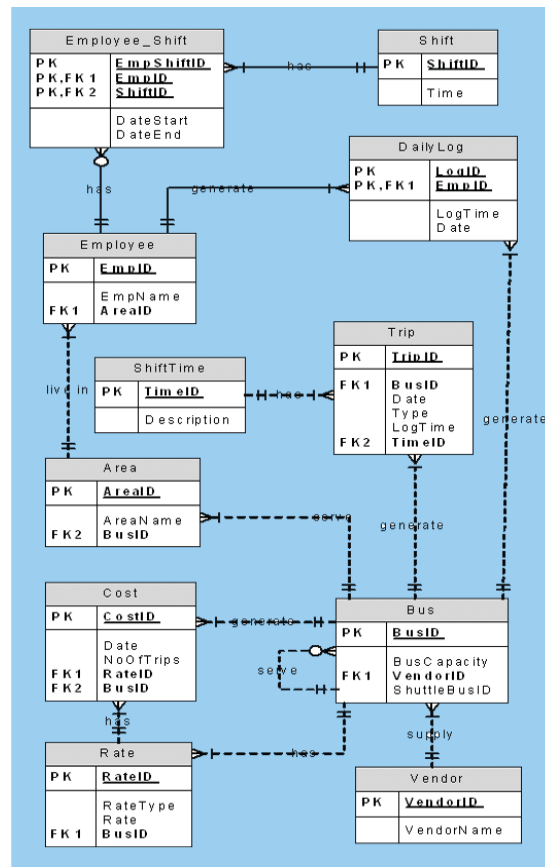 Employee_Shift
PK EmpShiftID
PK,FK1 EmpID
PK,FK2 ShiftID
DateStart
DateEnd
has
Shift
PK ShiftID
Time
DailyLog
PK LogID
PK,FK1 EmpID
LogTime
Date
has
generate
Employee
PK EmpID
EmpName
FK1 AreaID
Trip
PK TripID
FK1 BusID
Date
Type
LogTime
FK2 TimeID
ShiftTime
PK TimeID
Description
has
live in
generate
Area
PK AreaID
AreaName
FK2 BusID
serve
generate
Cost
PK CostID
Date
NoOfTrips
FK1 RateID
FK2 BusID
generate
Bus
PK BusID
BusCapacity
FK1 VendorID
ShuttleBusID
serve
has
has
supply
Rate
PK RateID
RateType
Rate
FK1 BusID
Vendor
PK VendorID
VendorName